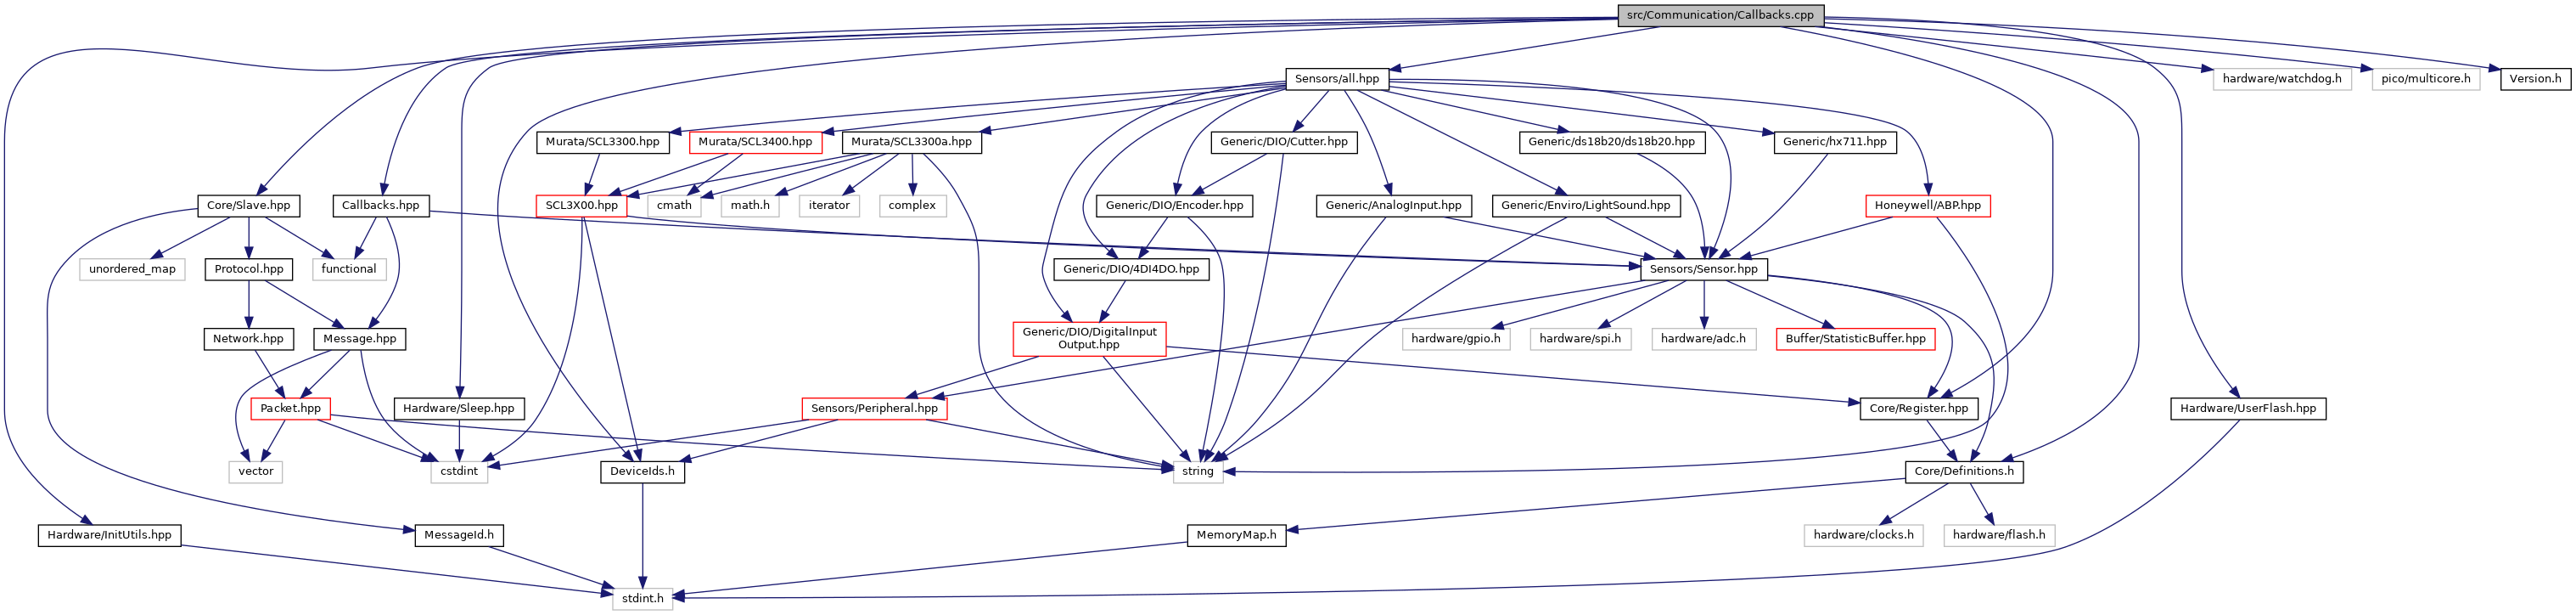 src/Communication/Callbacks.cpp
Sensors/all.hpp
hardware/watchdog.h
pico/multicore.h
Version.h
Murata/SCL3300.hpp
Murata/SCL3400.hpp
Murata/SCL3300a.hpp
Generic/DIO/Cutter.hpp
Generic/ds18b20/ds18b20.hpp
Generic/hx711.hpp
Core/Slave.hpp
Callbacks.hpp
SCL3X00.hpp
cmath
math.h
iterator
complex
Generic/DIO/Encoder.hpp
Generic/AnalogInput.hpp
Generic/Enviro/LightSound.hpp
Honeywell/ABP.hpp
unordered_map
Protocol.hpp
functional
Generic/DIO/4DI4DO.hpp
Sensors/Sensor.hpp
Network.hpp
Message.hpp
Generic/DIO/DigitalInput
Output.hpp
hardware/gpio.h
hardware/spi.h
hardware/adc.h
Buffer/StatisticBuffer.hpp
Packet.hpp
Hardware/Sleep.hpp
Sensors/Peripheral.hpp
Core/Register.hpp
Hardware/UserFlash.hpp
vector
cstdint
DeviceIds.h
string
Core/Definitions.h
Hardware/InitUtils.hpp
MessageId.h
MemoryMap.h
hardware/clocks.h
hardware/flash.h
stdint.h